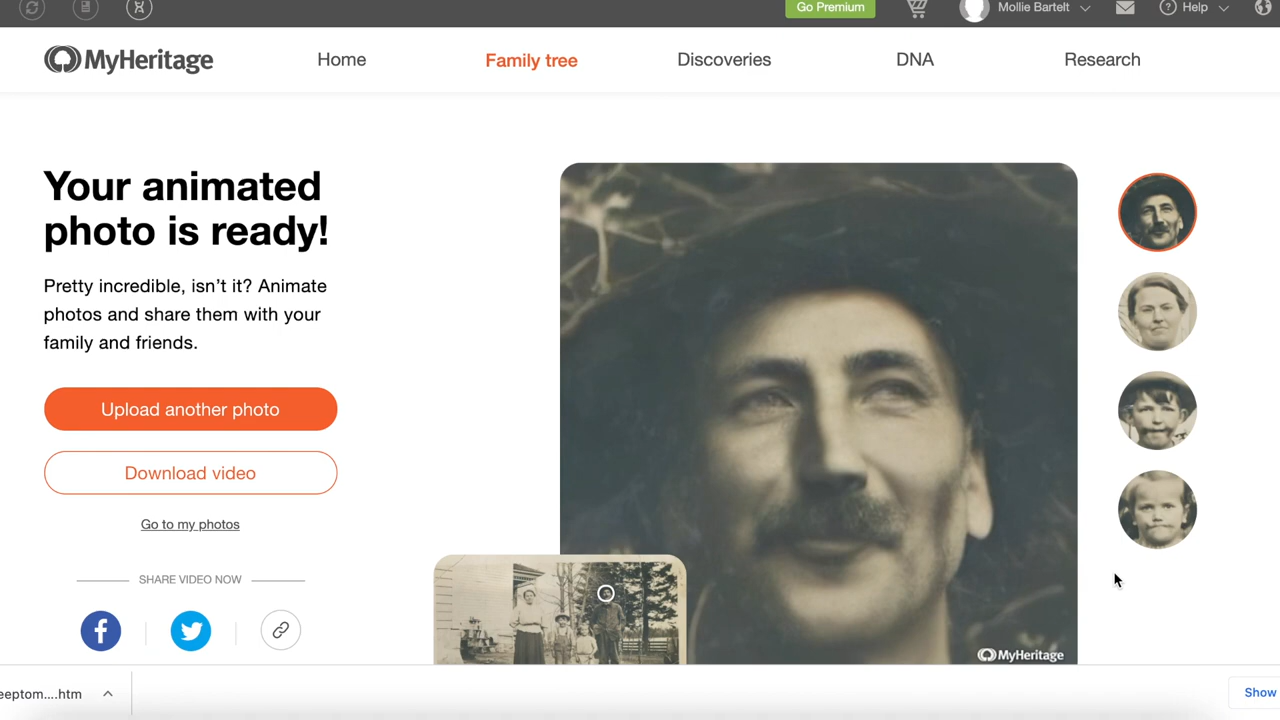 Go Premium
Mollie Bartelt
Help
MyHeritage
Home
Family tree
Discoveries
DNA
Research
Your animated
photo is ready!
Pretty incredible, isn't it? Animate
photos and share them with your
family and friends.
Upload another photo
Download video
Go to my photos
SHARE VIDEO NOW
MyHeritage
eeptom....htm
Show